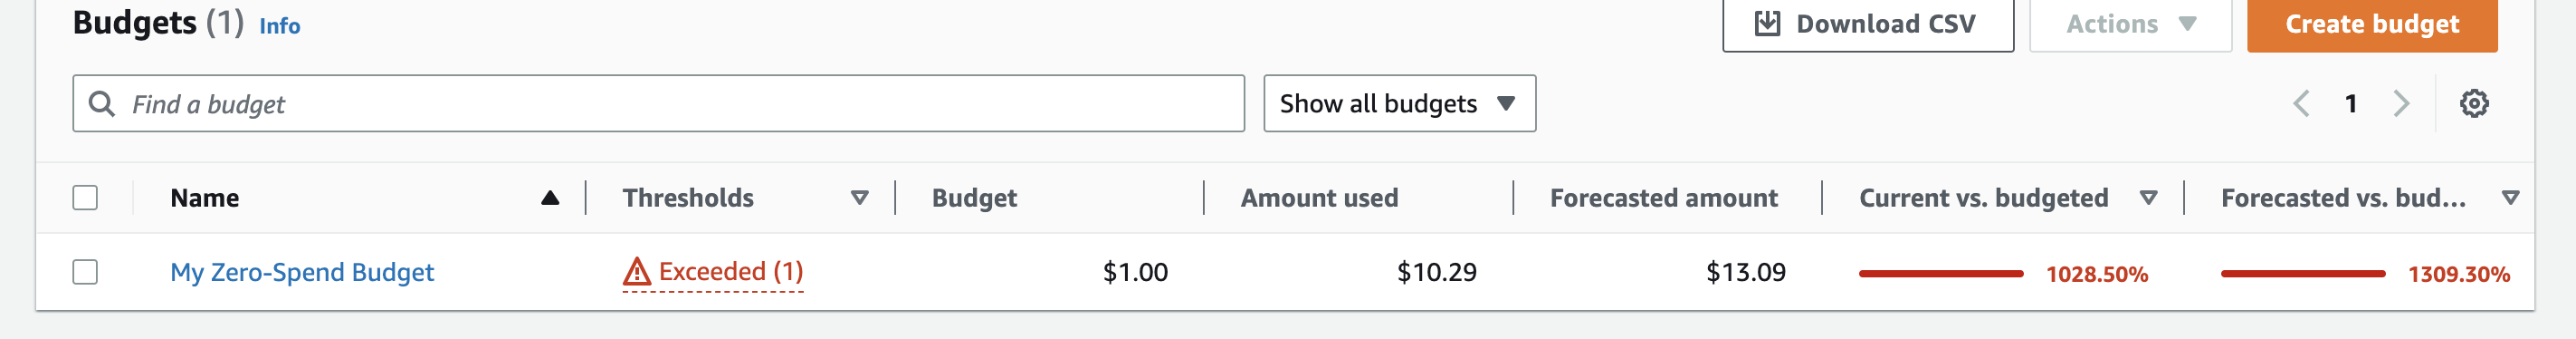 Budgets (1) Info
Download CSV
Actions
Create budget
Find a budget
Show all budgets
1
Name Thresholds Budget Amount used Forecasted amount Current vs. budgeted Forecasted vs. bud...
My Zero-Spend Budget Exceeded (1) $1.00 $10.29 $13.09 1028.50% 1309.30%